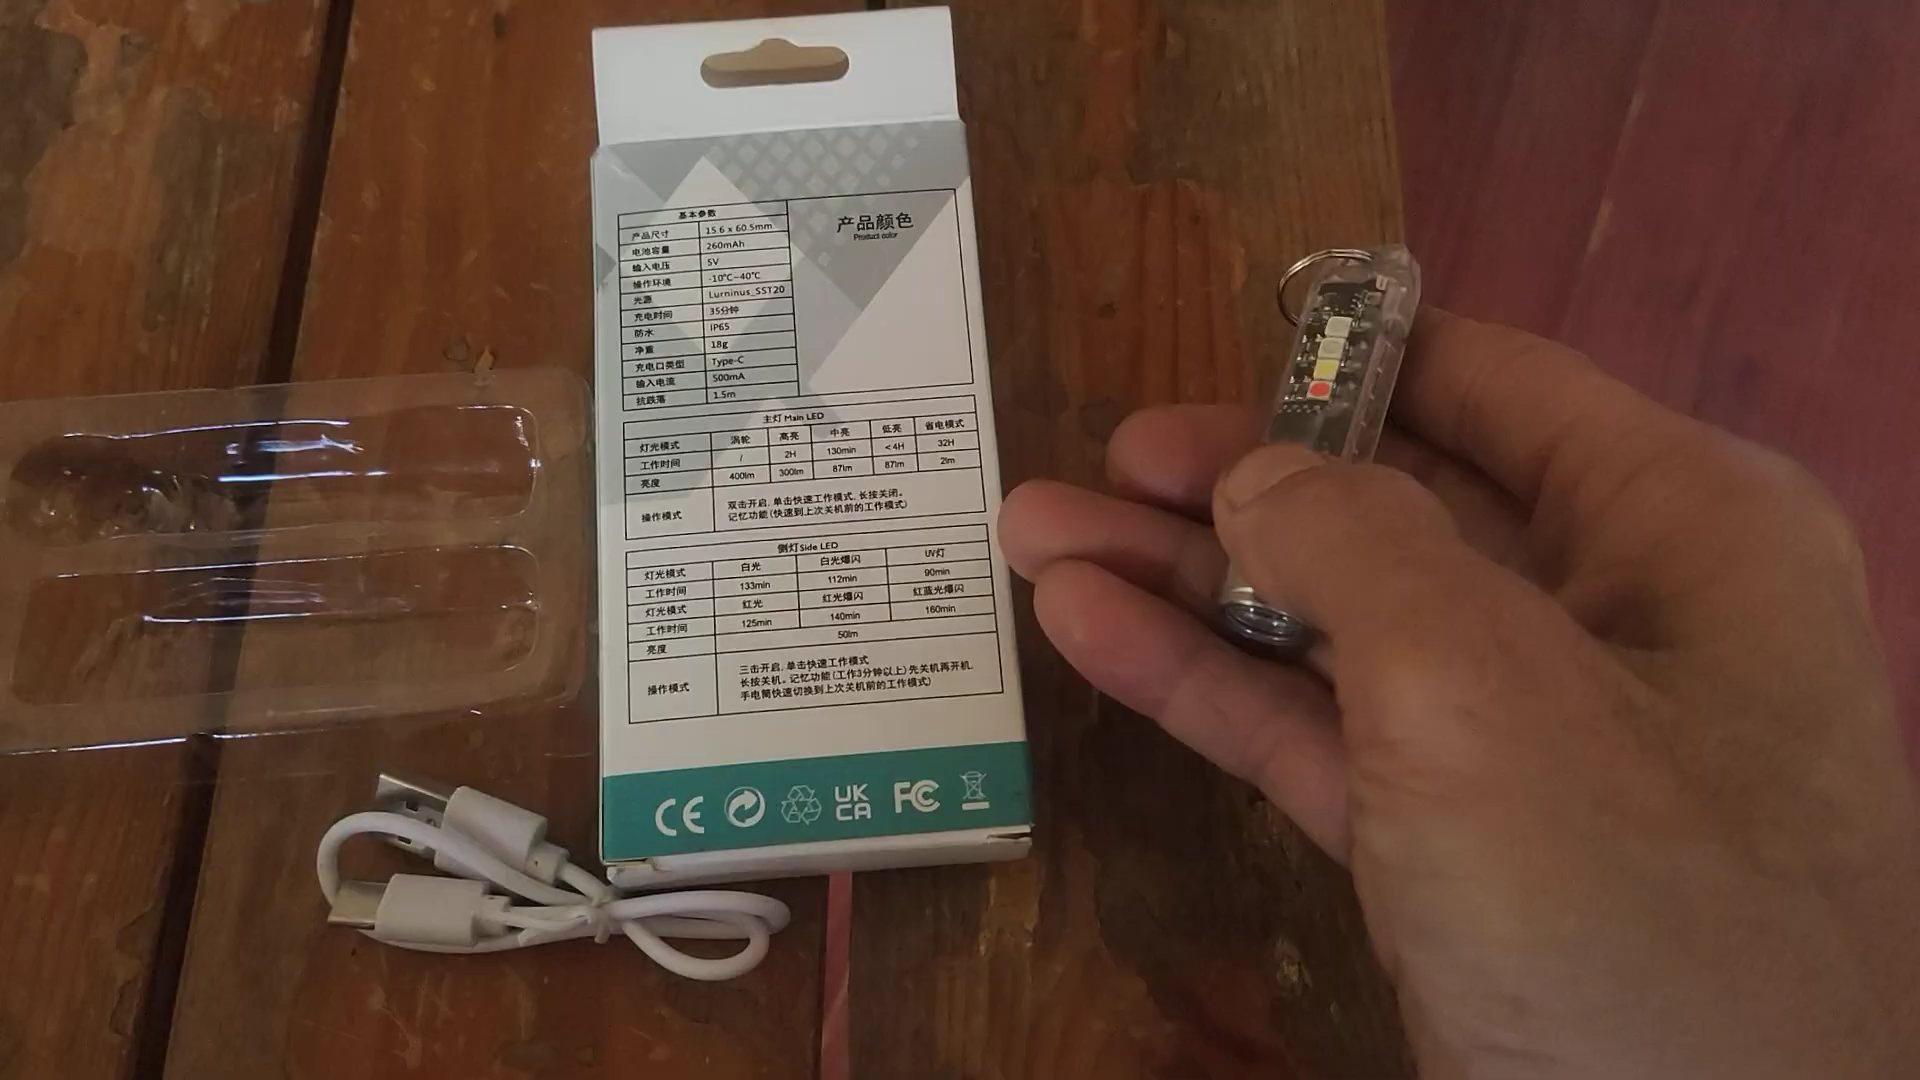 基本参数
产品尺寸 15.6 x 60.5mm
电池容量 260mAh
输入电压 5V
操作环境 -10℃~40℃
光源 Lurninus_SST20
充电时间 35分钟
防水 IP65
净重 18g
充电口类型 Type-C
输入电流 500mA
抗跌落 1.5m
产品颜色
Product color
主灯 Main LED
灯光模式 涡轮 高亮 中亮 低亮 省电模式
工作时间 / 2H 130min <4H 32H
亮度 400lm 300lm 87lm 87lm 2lm
操作模式
双击开启, 单击快速工作模式, 长按关闭。
记忆功能(快速到上次关机前的工作模式)
侧灯 Side LED
灯光模式 白光 白光爆闪 UV灯
工作时间 133min 112min 90min
灯光模式 红光 红光爆闪 红蓝光爆闪
工作时间 125min 140min 160min
亮度 50lm
操作模式
三击开启, 单击快速工作模式
长按关机。记忆功能(工作3分钟以上)先关机再开机,
手电筒快速切换到上次关机前的工作模式)
CE UK CA FC